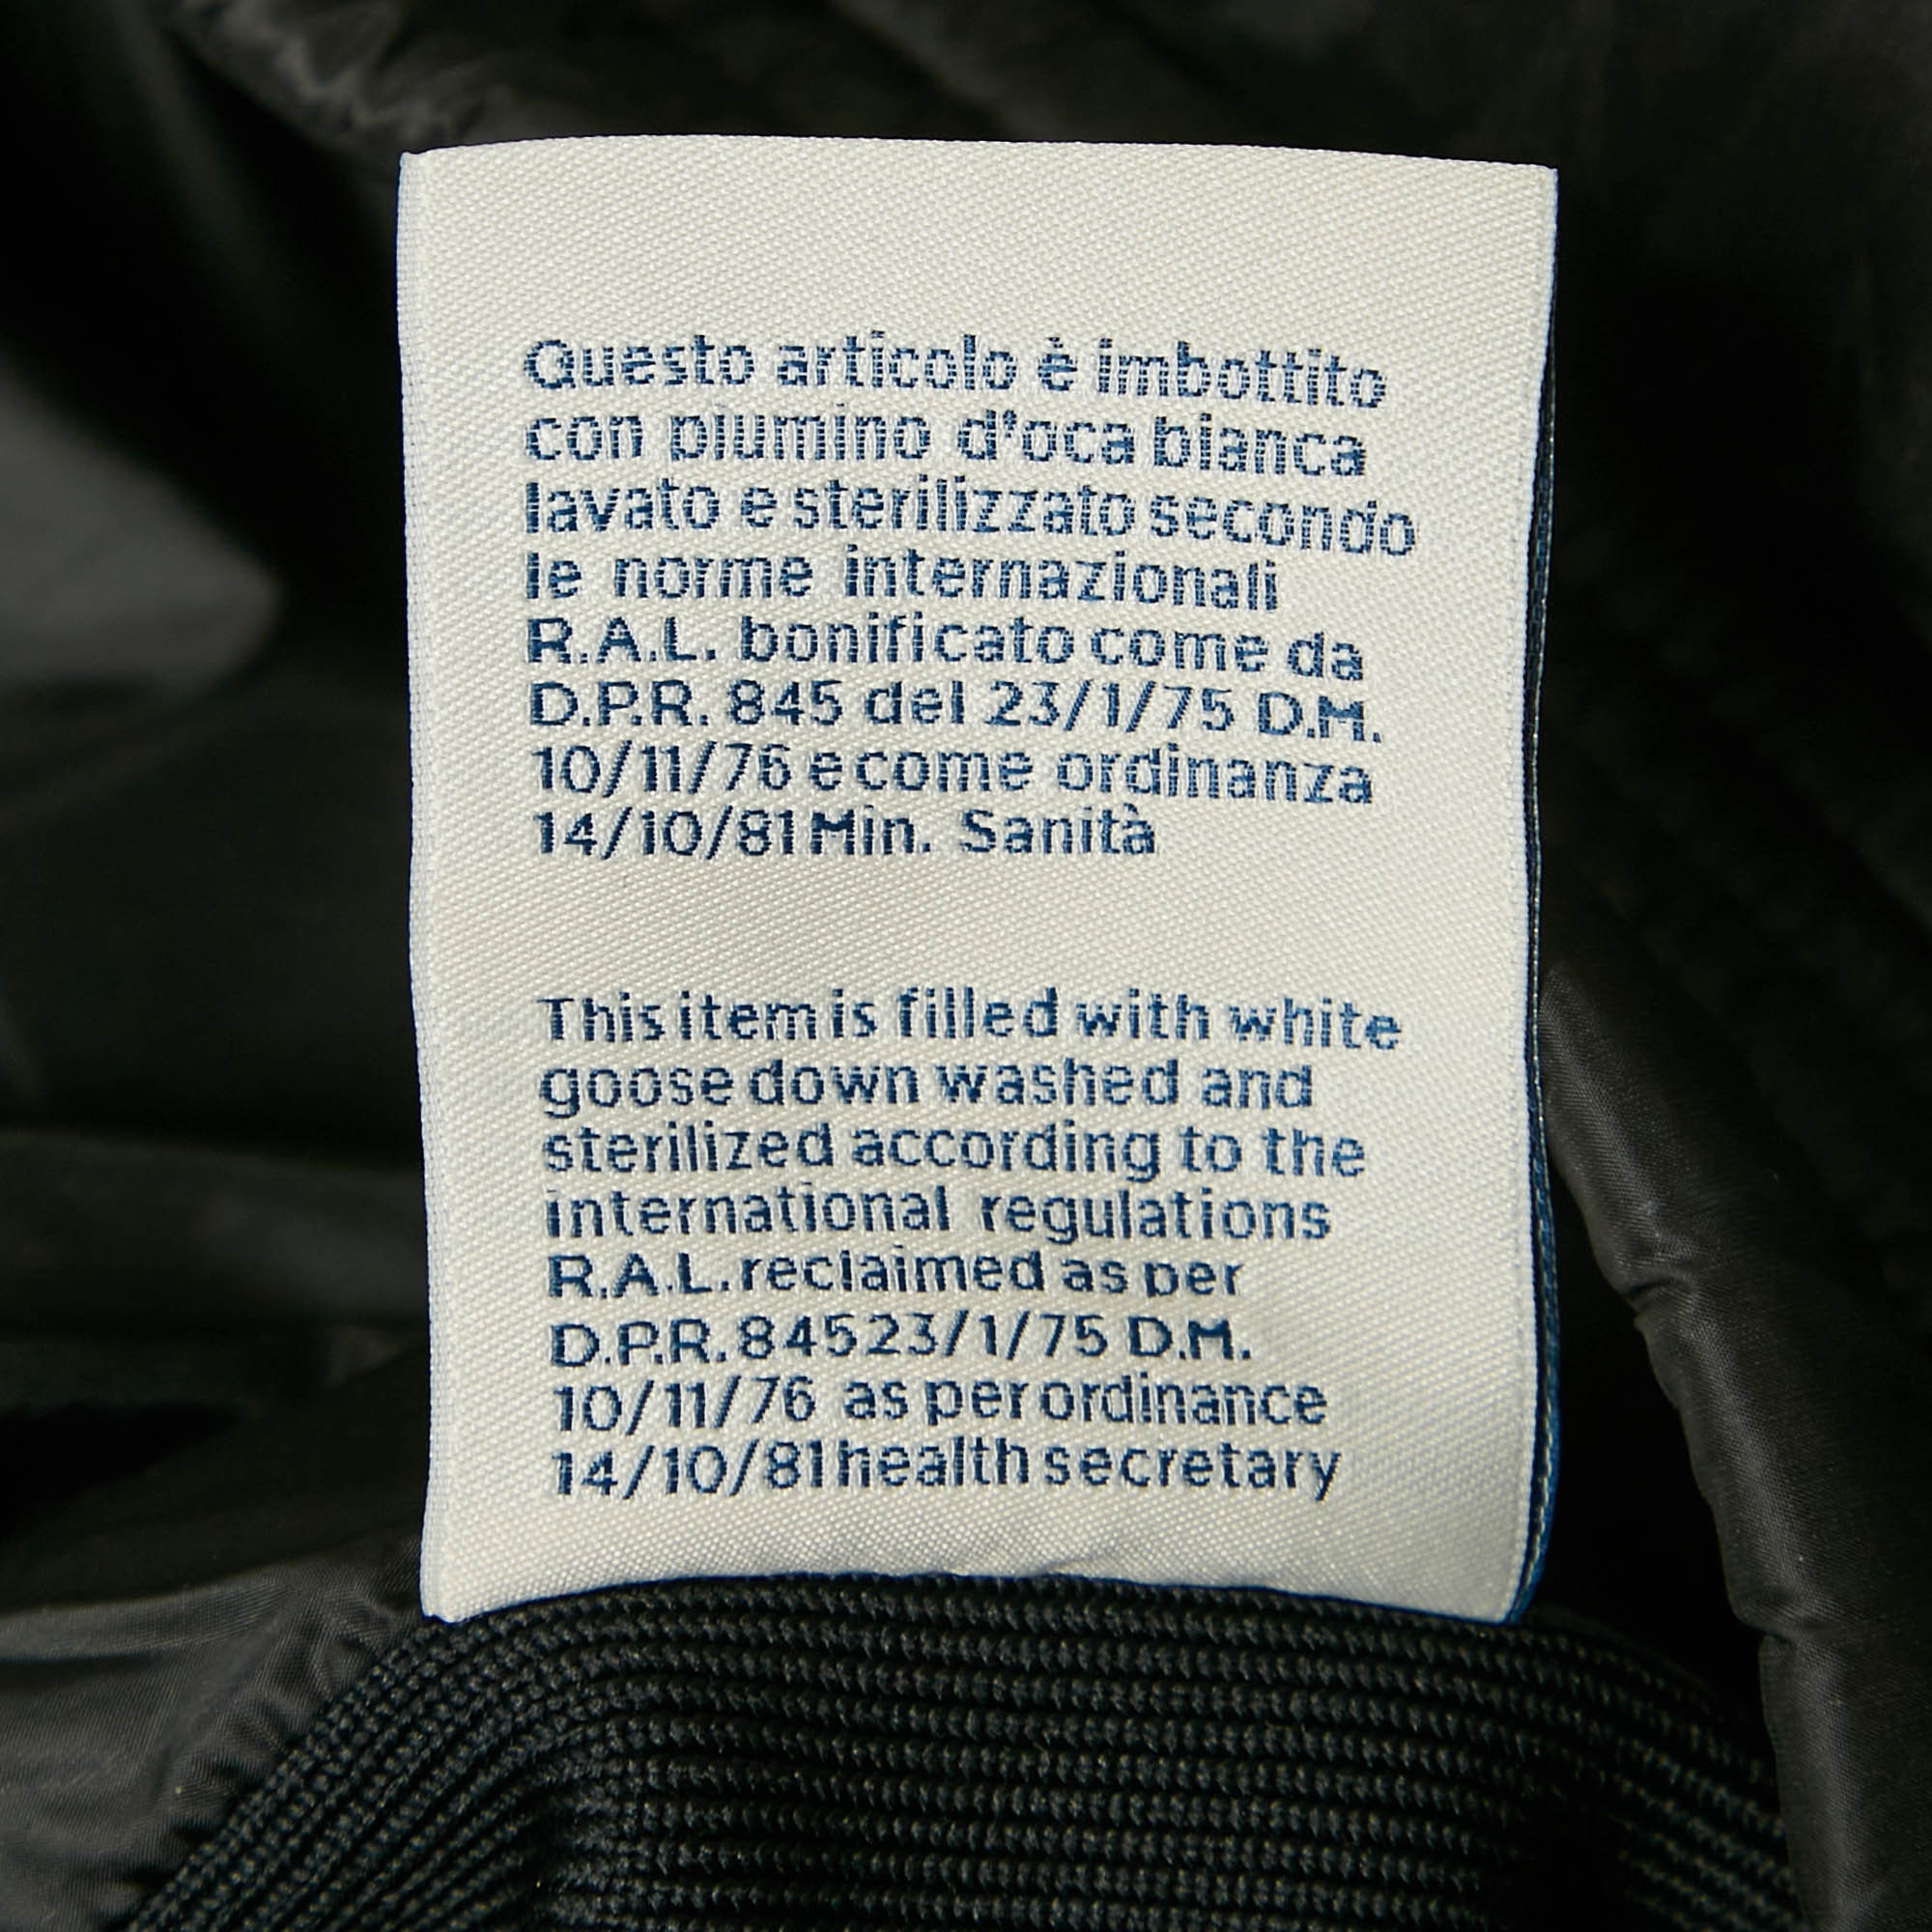 Questo articolo è imbottito
con piumino d'oca bianca
lavato e sterilizzato secondo
le norme internazionali
R.A.L. bonificato come da
D.P.R. 845 del 23/1/75 D.M.
10/11/76 e come ordinanza
14/10/81 Min. Sanità
This item is filled with white
goose down washed and
sterilized according to the
international regulations
R.A.L. reclaimed as per
D.P.R. 845 23/1/75 D.M.
10/11/76 as per ordinance
14/10/81 health secretary